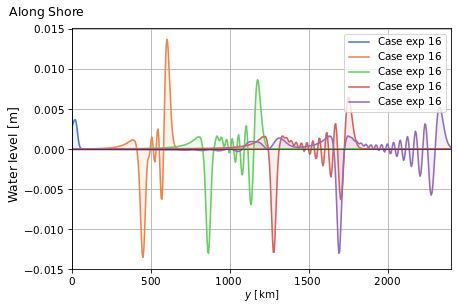 Along Shore
Water level [m]
0.015
0.010
0.005
0.000
−0.005
−0.010
−0.015
0
500
1000
1500
2000
y [km]
Case exp 16
Case exp 16
Case exp 16
Case exp 16
Case exp 16